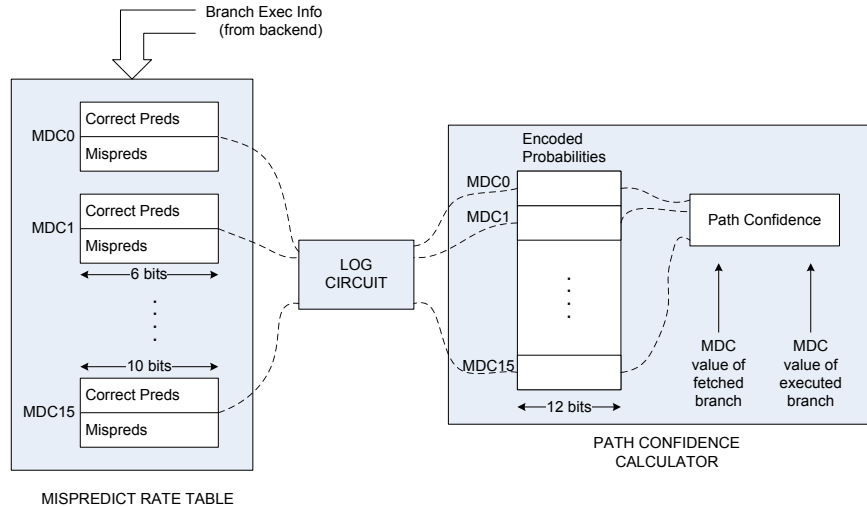 Branch Exec Info
(from backend)
MDC0
Correct Preds
Mispreds
MDC1
Correct Preds
Mispreds
6 bits
10 bits
MDC15
Correct Preds
Mispreds
MISPREDICT RATE TABLE
LOG
CIRCUIT
Encoded
Probabilities
MDC0
MDC1
MDC15
12 bits
Path Confidence
MDC
value of
fetched
branch
MDC
value of
executed
branch
PATH CONFIDENCE
CALCULATOR